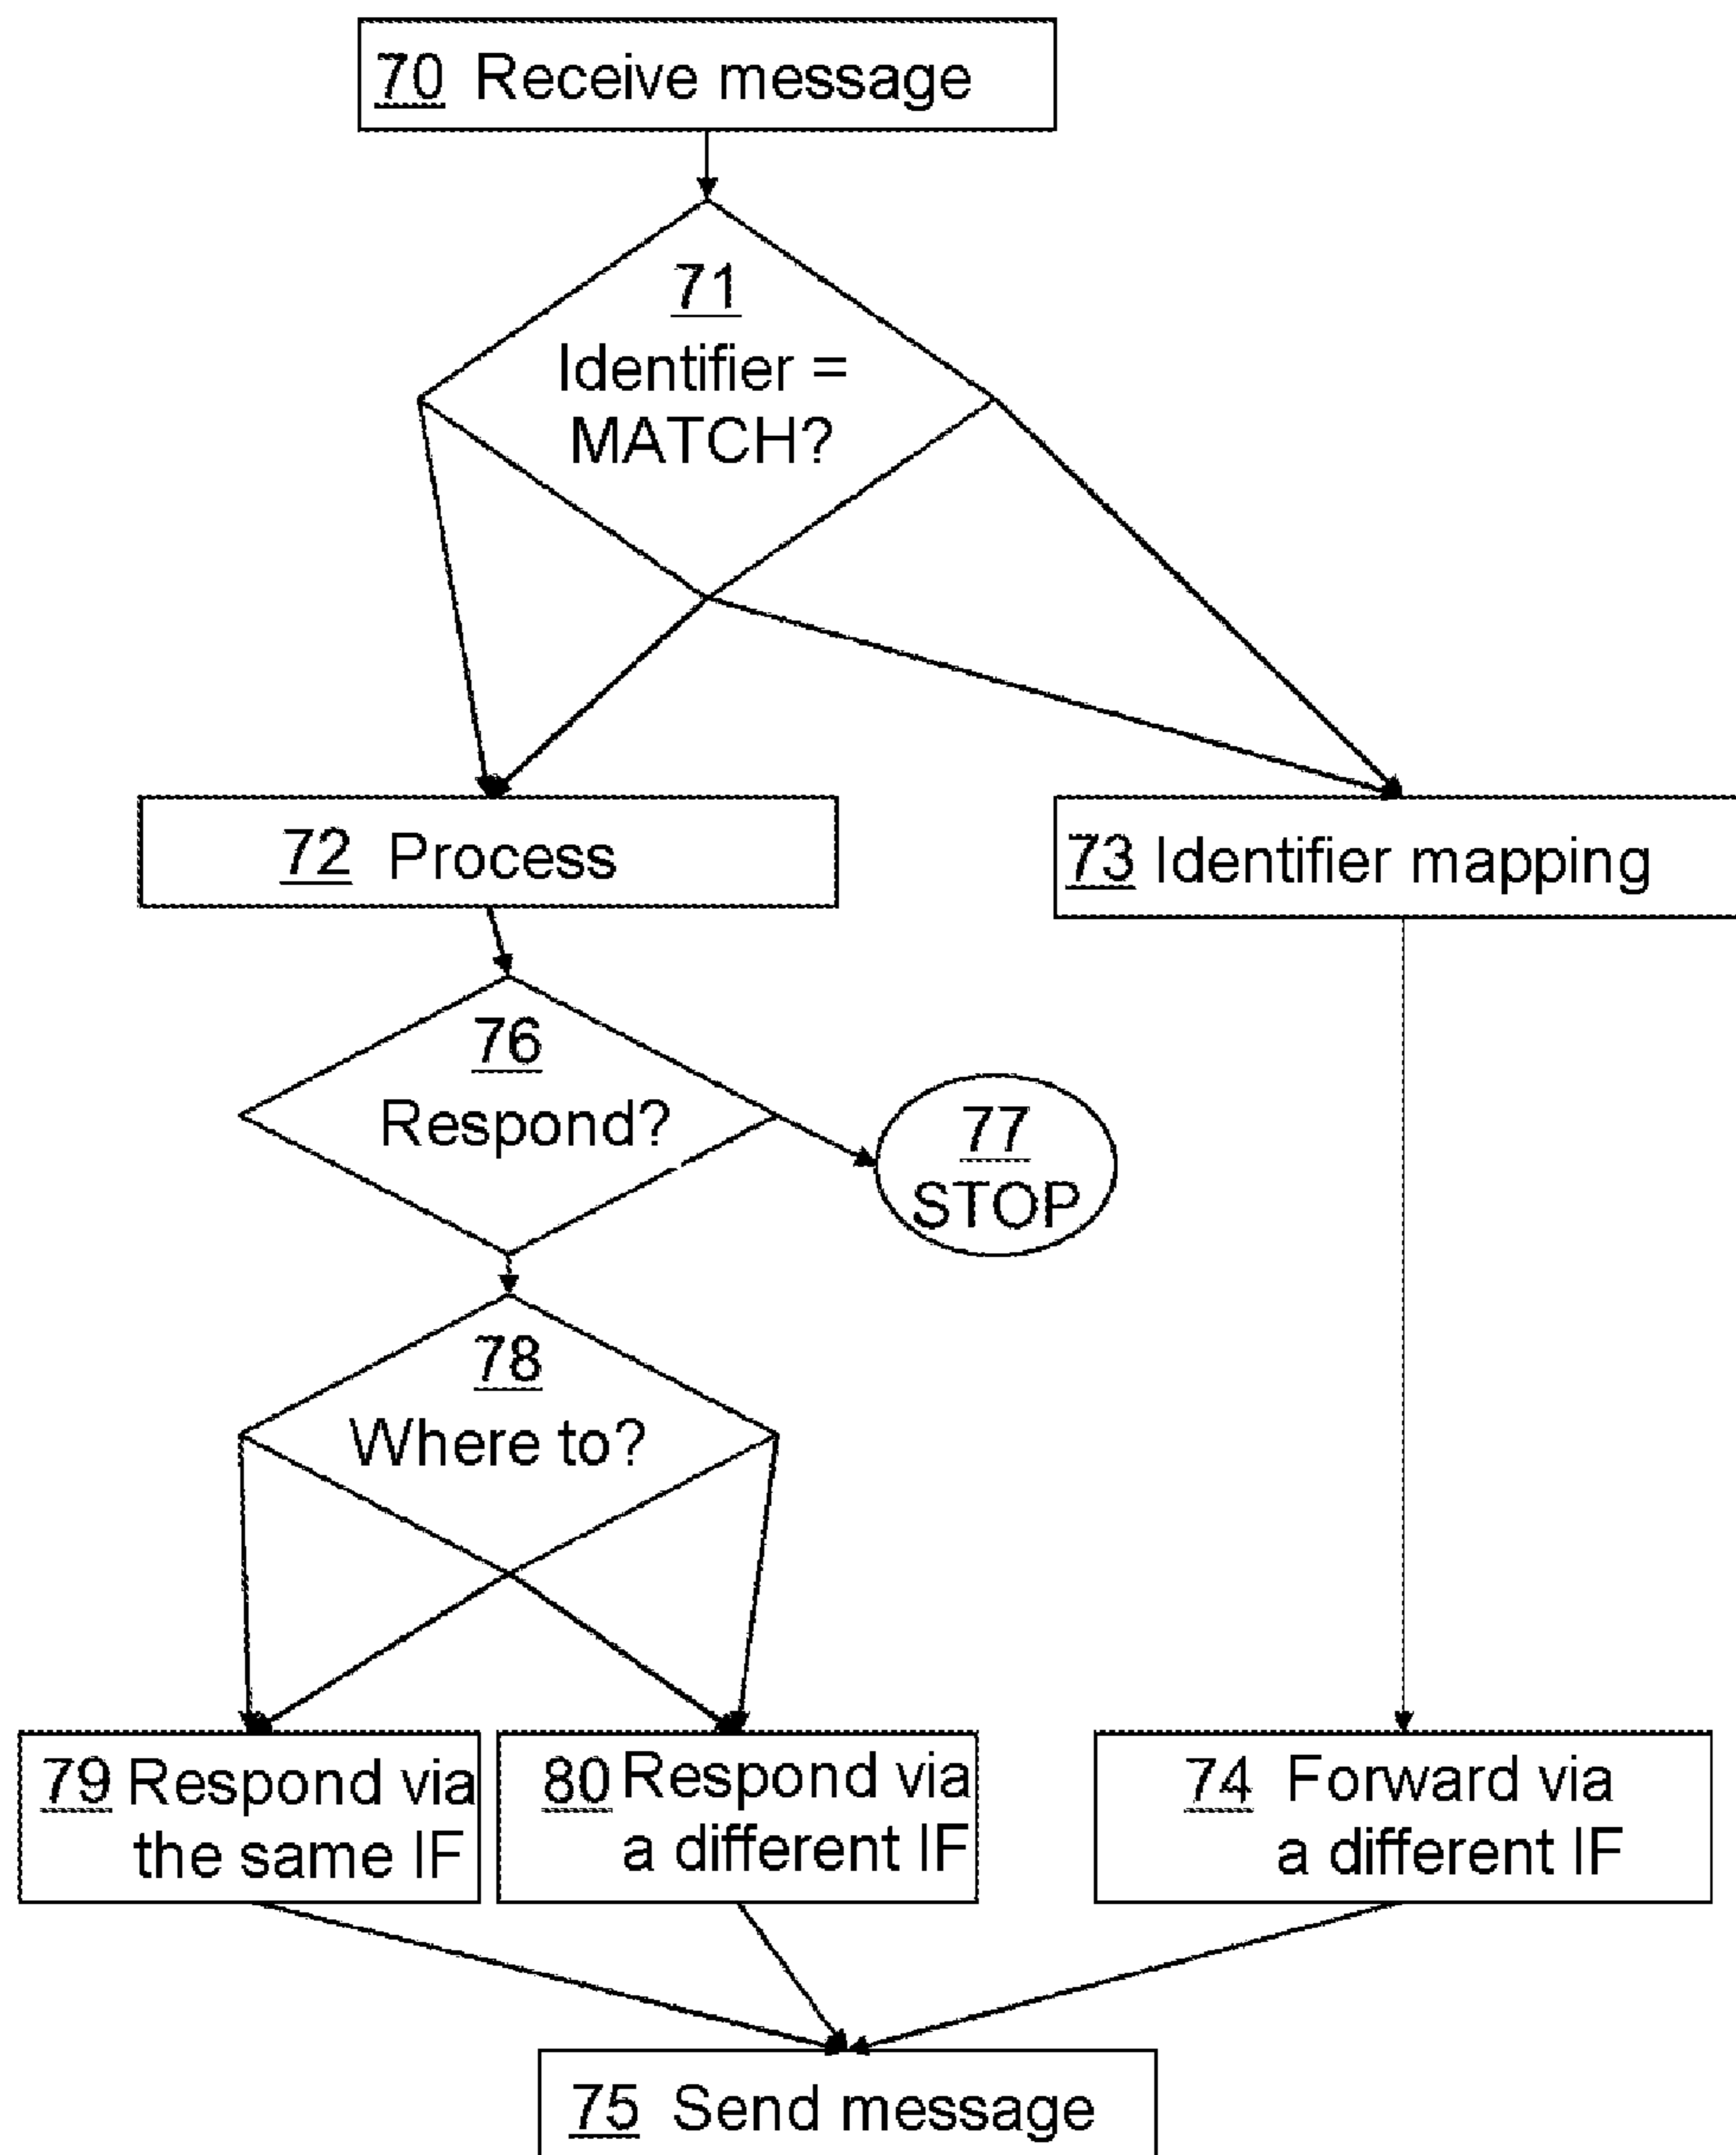 70 Receive message
71
Identifier =
MATCH?
72 Process
73 Identifier mapping
76
Respond?
77
STOP
78
Where to?
79 Respond via
the same IF
80 Respond via
a different IF
74 Forward via
a different IF
75 Send message